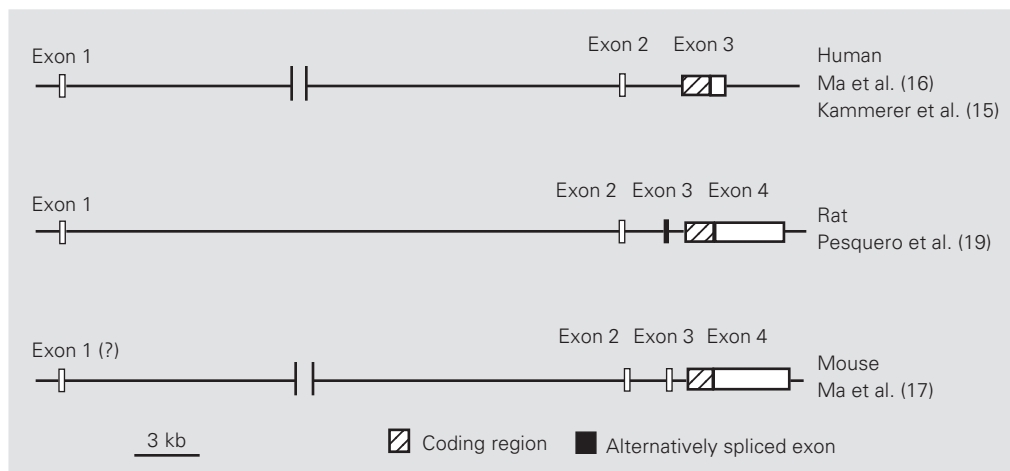 Exon 1
Exon 2
Exon 3
Human
Ma et al. (16)
Kammerer et al. (15)
Exon 1
Exon 2
Exon 3
Exon 4
Rat
Pesquero et al. (19)
Exon 1 (?)
Exon 2
Exon 3
Exon 4
Mouse
Ma et al. (17)
3 kb
Coding region
Alternatively spliced exon